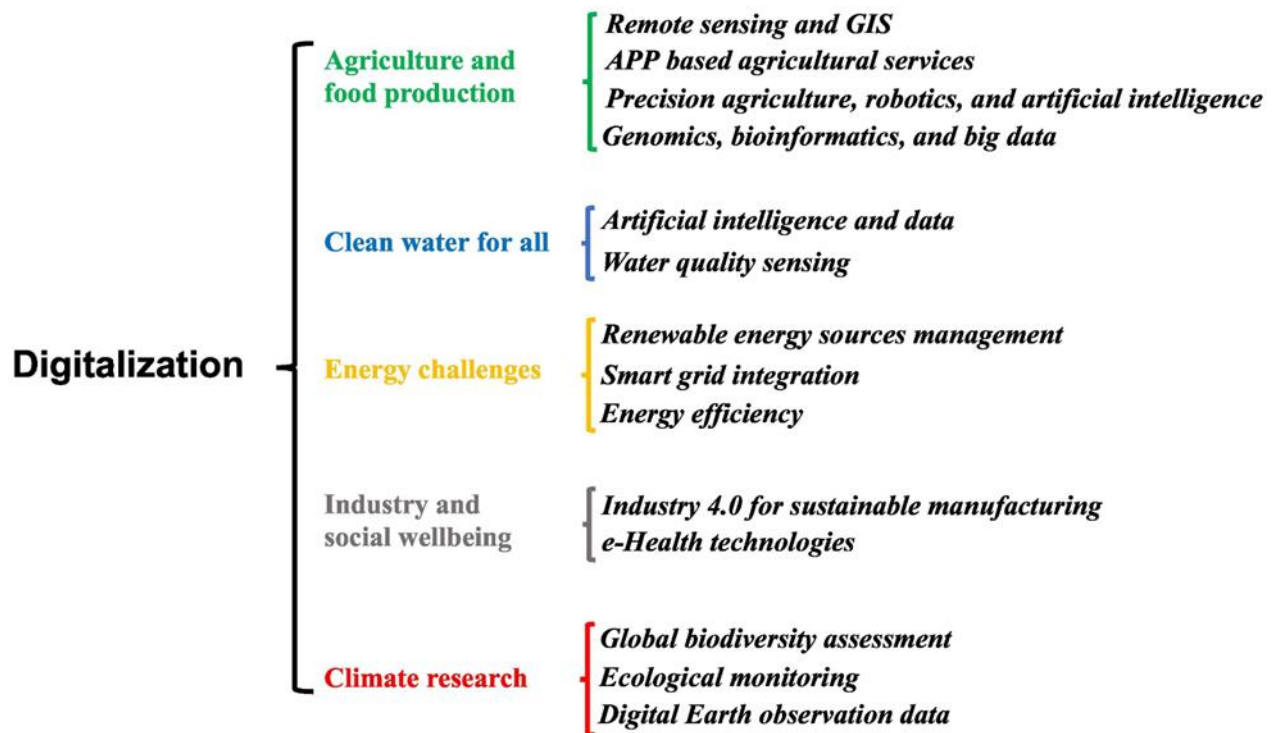 Digitalization
Agriculture and
food production
Remote sensing and GIS
APP based agricultural services
Precision agriculture, robotics, and artificial intelligence
Genomics, bioinformatics, and big data
Clean water for all
Artificial intelligence and data
Water quality sensing
Energy challenges
Renewable energy sources management
Smart grid integration
Energy efficiency
Industry and
social wellbeing
Industry 4.0 for sustainable manufacturing
e-Health technologies
Climate research
Global biodiversity assessment
Ecological monitoring
Digital Earth observation data